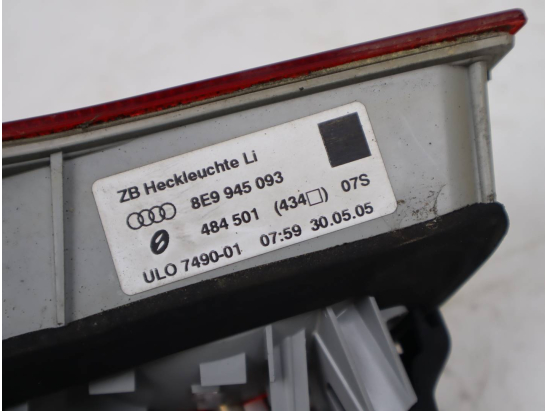 ZB Heckleuchte Li
8E9 945 093
484 501 (434□) 07S
ULO 7490-01 07:59 30.05.05